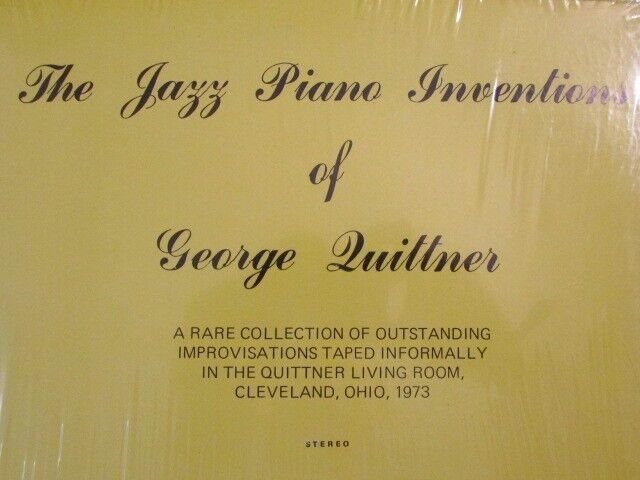 The Jazz Piano Inventions
of
George Quittner
A RARE COLLECTION OF OUTSTANDING
IMPROVISATIONS TAPED INFORMALLY
IN THE QUITTNER LIVING ROOM,
CLEVELAND, OHIO, 1973
STEREO